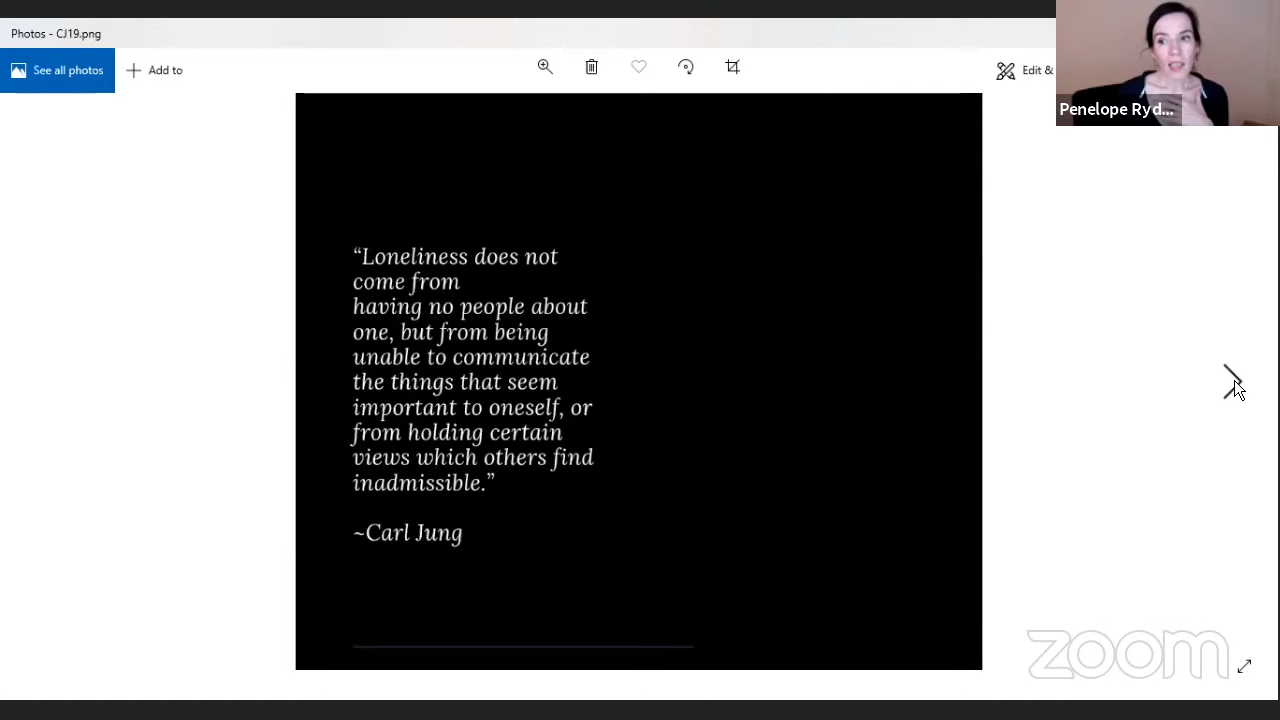 Photos - CJ19.png
See all photos
Add to
Edit &
Penelope Ryd...
“Loneliness does not
come from
having no people about
one, but from being
unable to communicate
the things that seem
important to oneself, or
from holding certain
views which others find
inadmissible.”
~Carl Jung
zoom